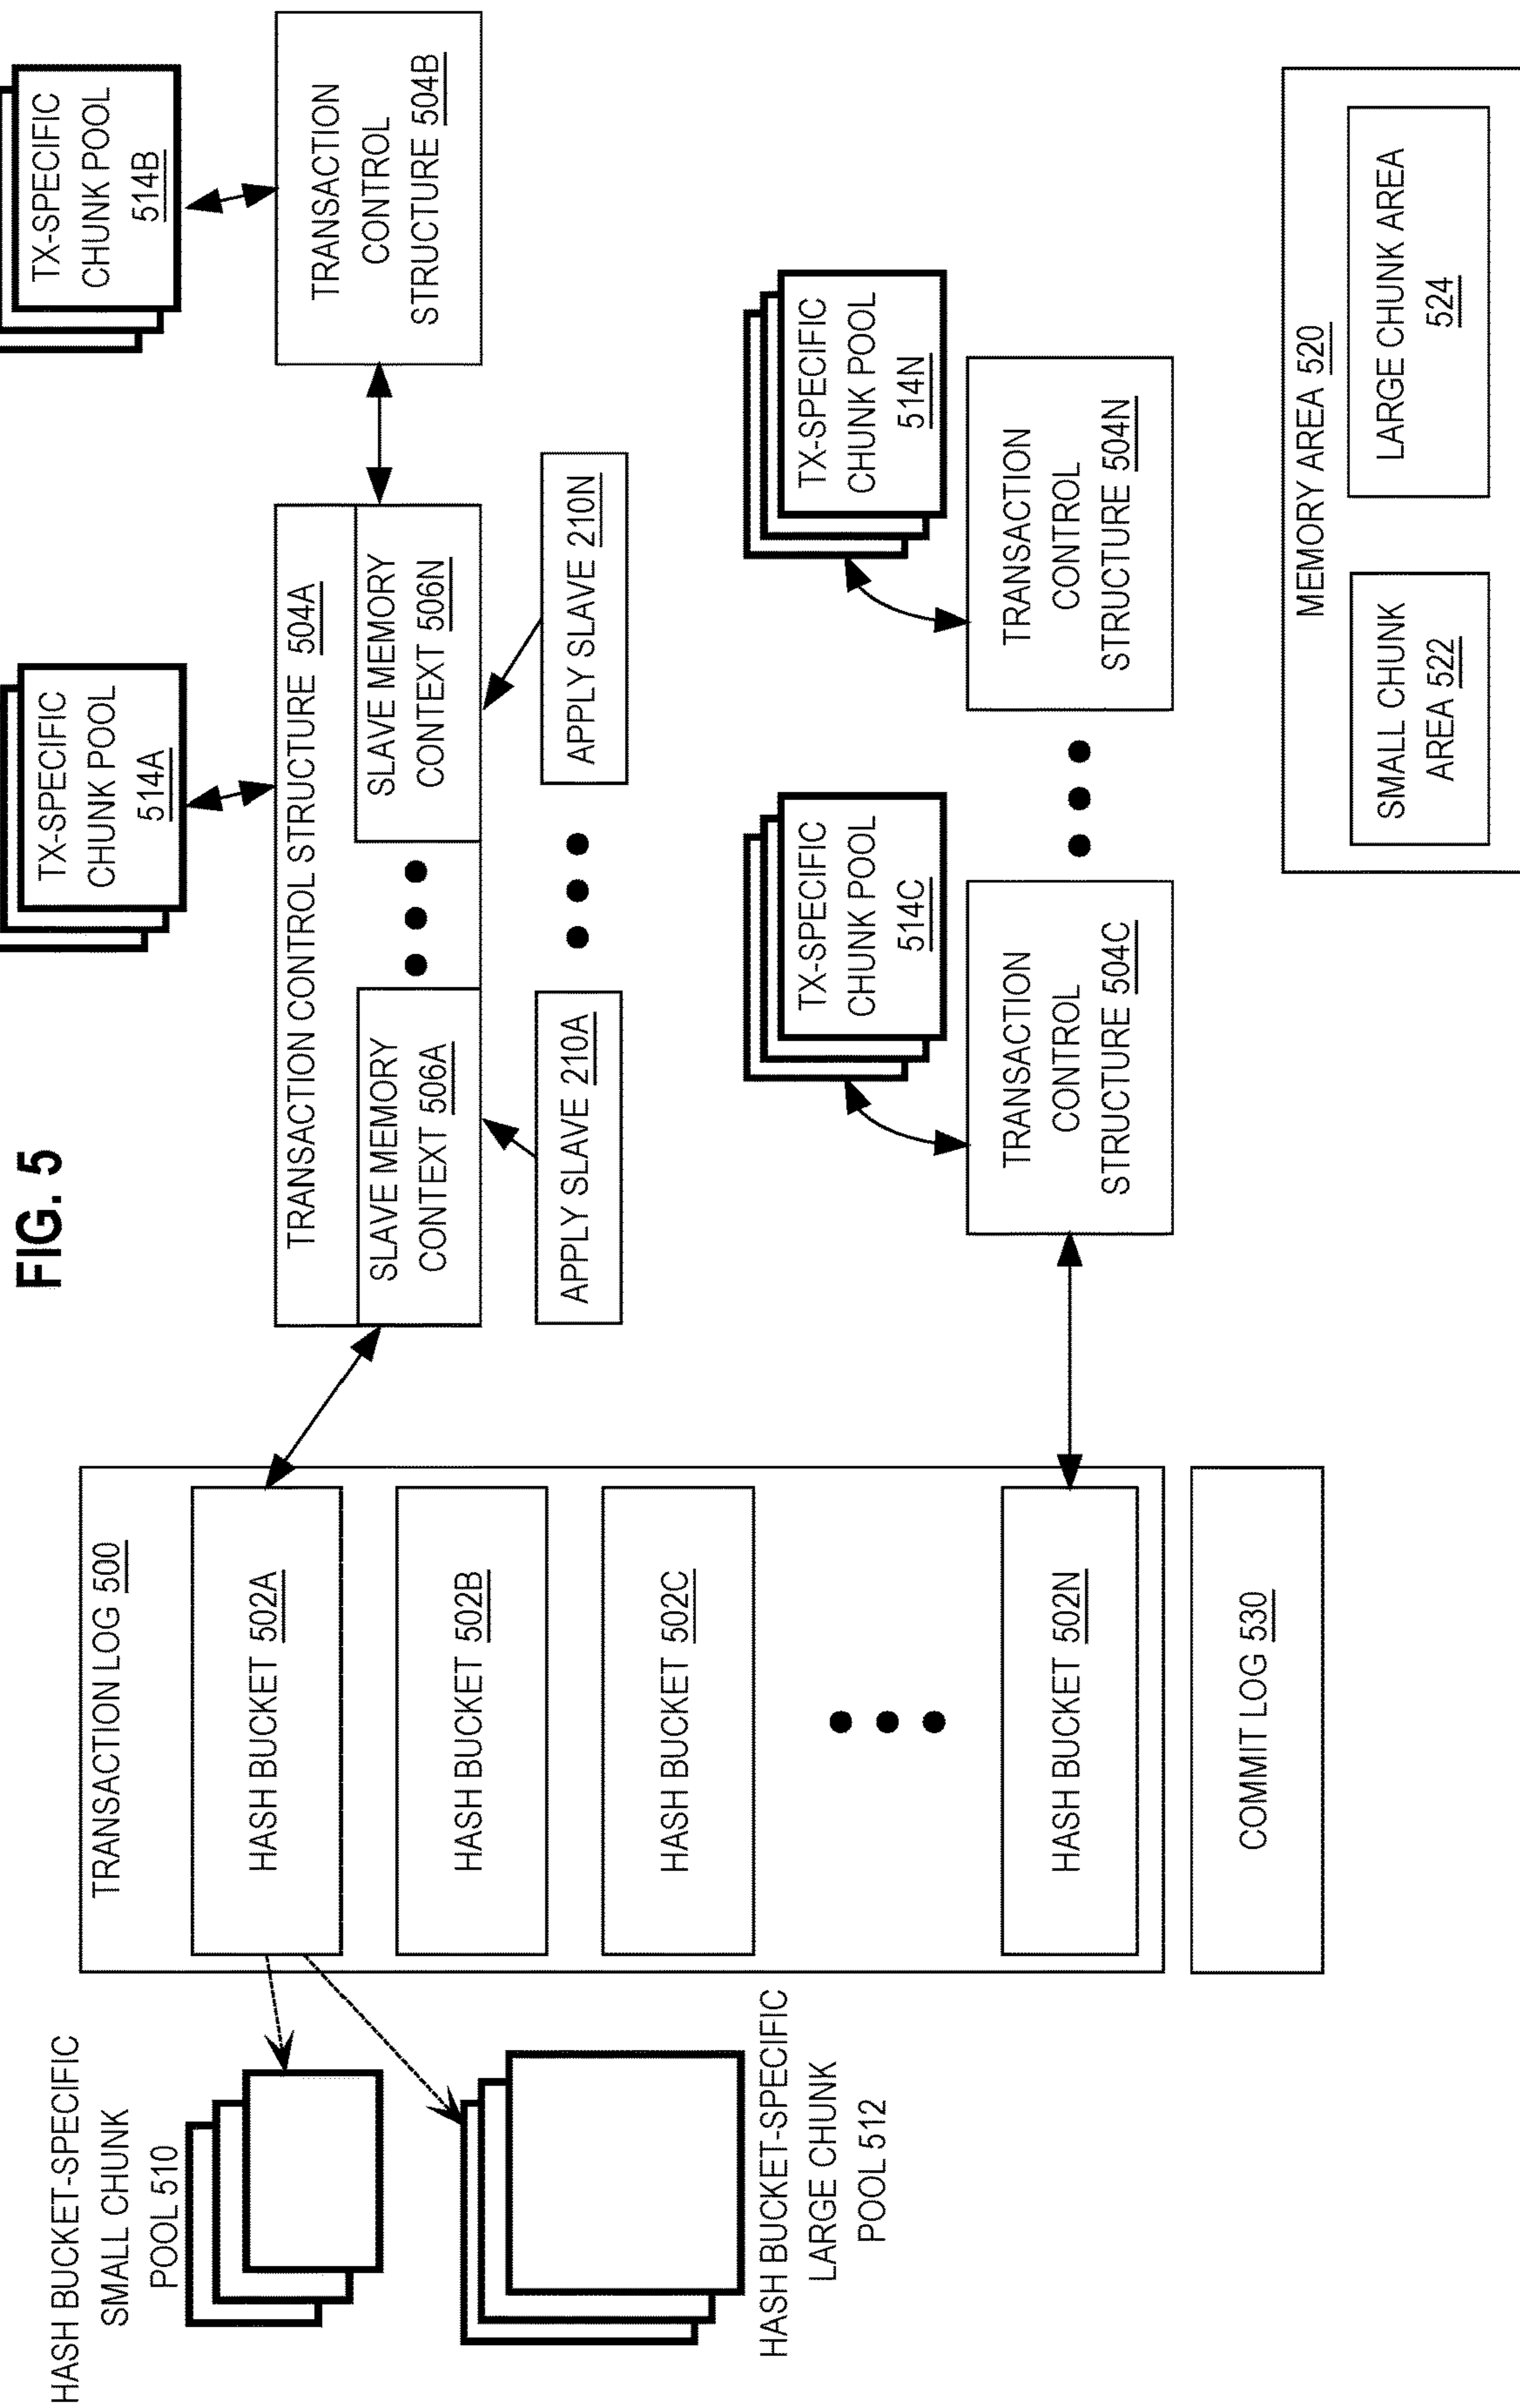 FIG. 5
HASH BUCKET-SPECIFIC
SMALL CHUNK
POOL 510
HASH BUCKET-SPECIFIC
LARGE CHUNK
POOL 512
TRANSACTION LOG 500
HASH BUCKET 502A
HASH BUCKET 502B
HASH BUCKET 502C
HASH BUCKET 502N
COMMIT LOG 530
TX-SPECIFIC
CHUNK POOL
514A
TRANSACTION CONTROL STRUCTURE 504A
SLAVE MEMORY
CONTEXT 506A
SLAVE MEMORY
CONTEXT 506N
APPLY SLAVE 210A
APPLY SLAVE 210N
TX-SPECIFIC
CHUNK POOL
514B
TRANSACTION
CONTROL
STRUCTURE 504B
TX-SPECIFIC
CHUNK POOL
514C
TRANSACTION
CONTROL
STRUCTURE 504C
TX-SPECIFIC
CHUNK POOL
514N
TRANSACTION
CONTROL
STRUCTURE 504N
MEMORY AREA 520
SMALL CHUNK
AREA 522
LARGE CHUNK AREA
524